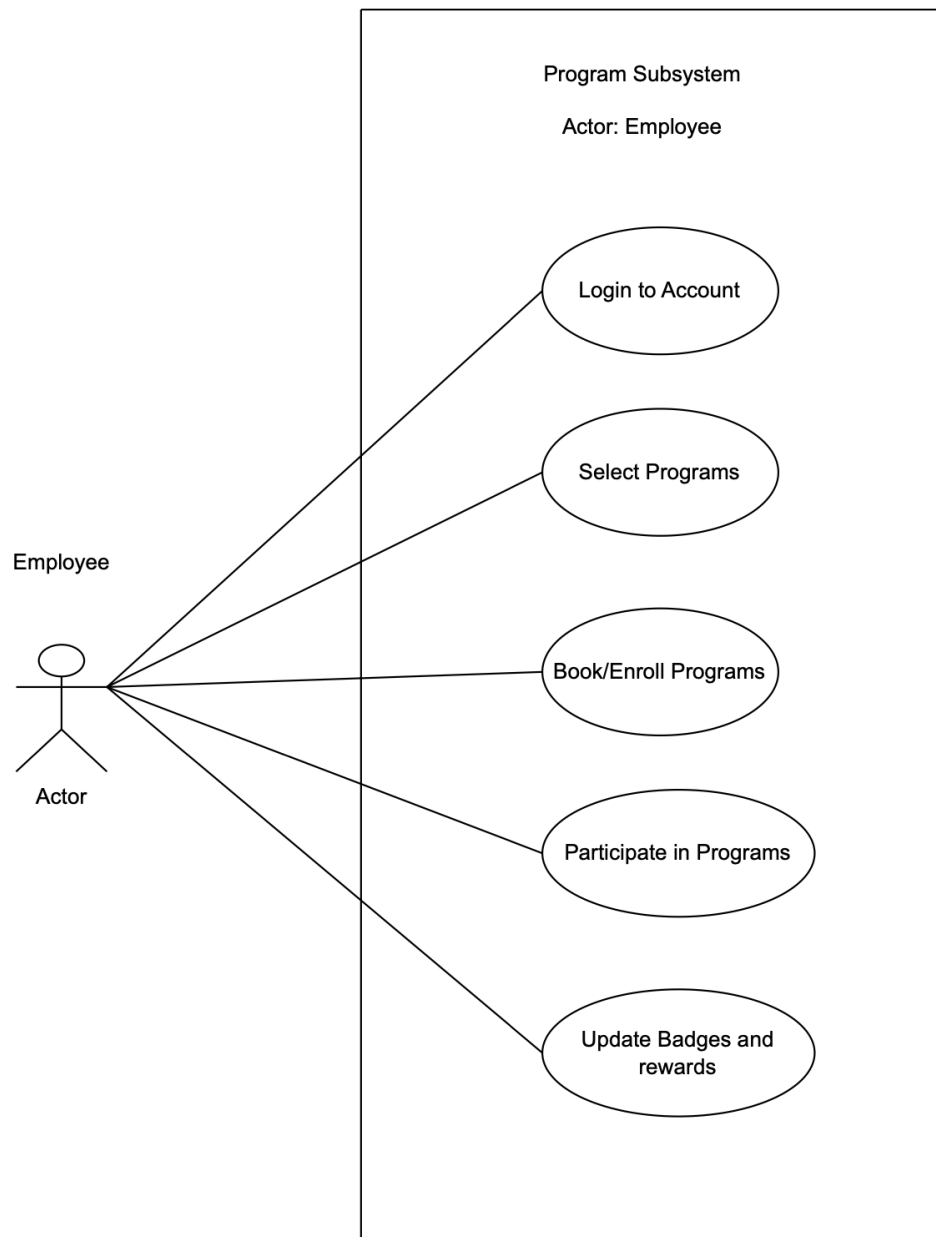 Program Subsystem
Actor: Employee
Login to Account
Select Programs
Employee
Book/Enroll Programs
Actor
Participate in Programs
Update Badges and
rewards